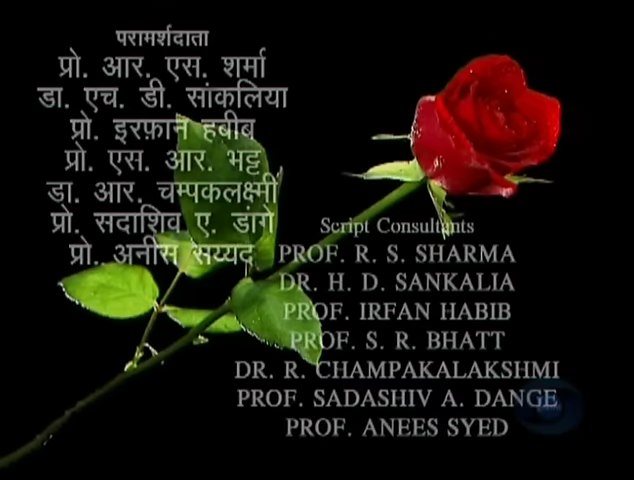 परामर्शदाता
प्रो. आर. एस. शर्मा
डा. एच. डी. सांकलिया
प्रो. इरफ़ान हबीब
प्रो. एस. आर. भट्ट
डा. आर. चम्पकलक्ष्मी
प्रो. सदाशिव ए. डांगे
प्रो. अनीस सय्यद
Script Consultants
PROF. R. S. SHARMA
DR. H. D. SANKALIA
PROF. IRFAN HABIB
PROF. S. R. BHATT
DR. R. CHAMPAKALAKSHMI
PROF. SADASHIV A. DANGE
PROF. ANEES SYED